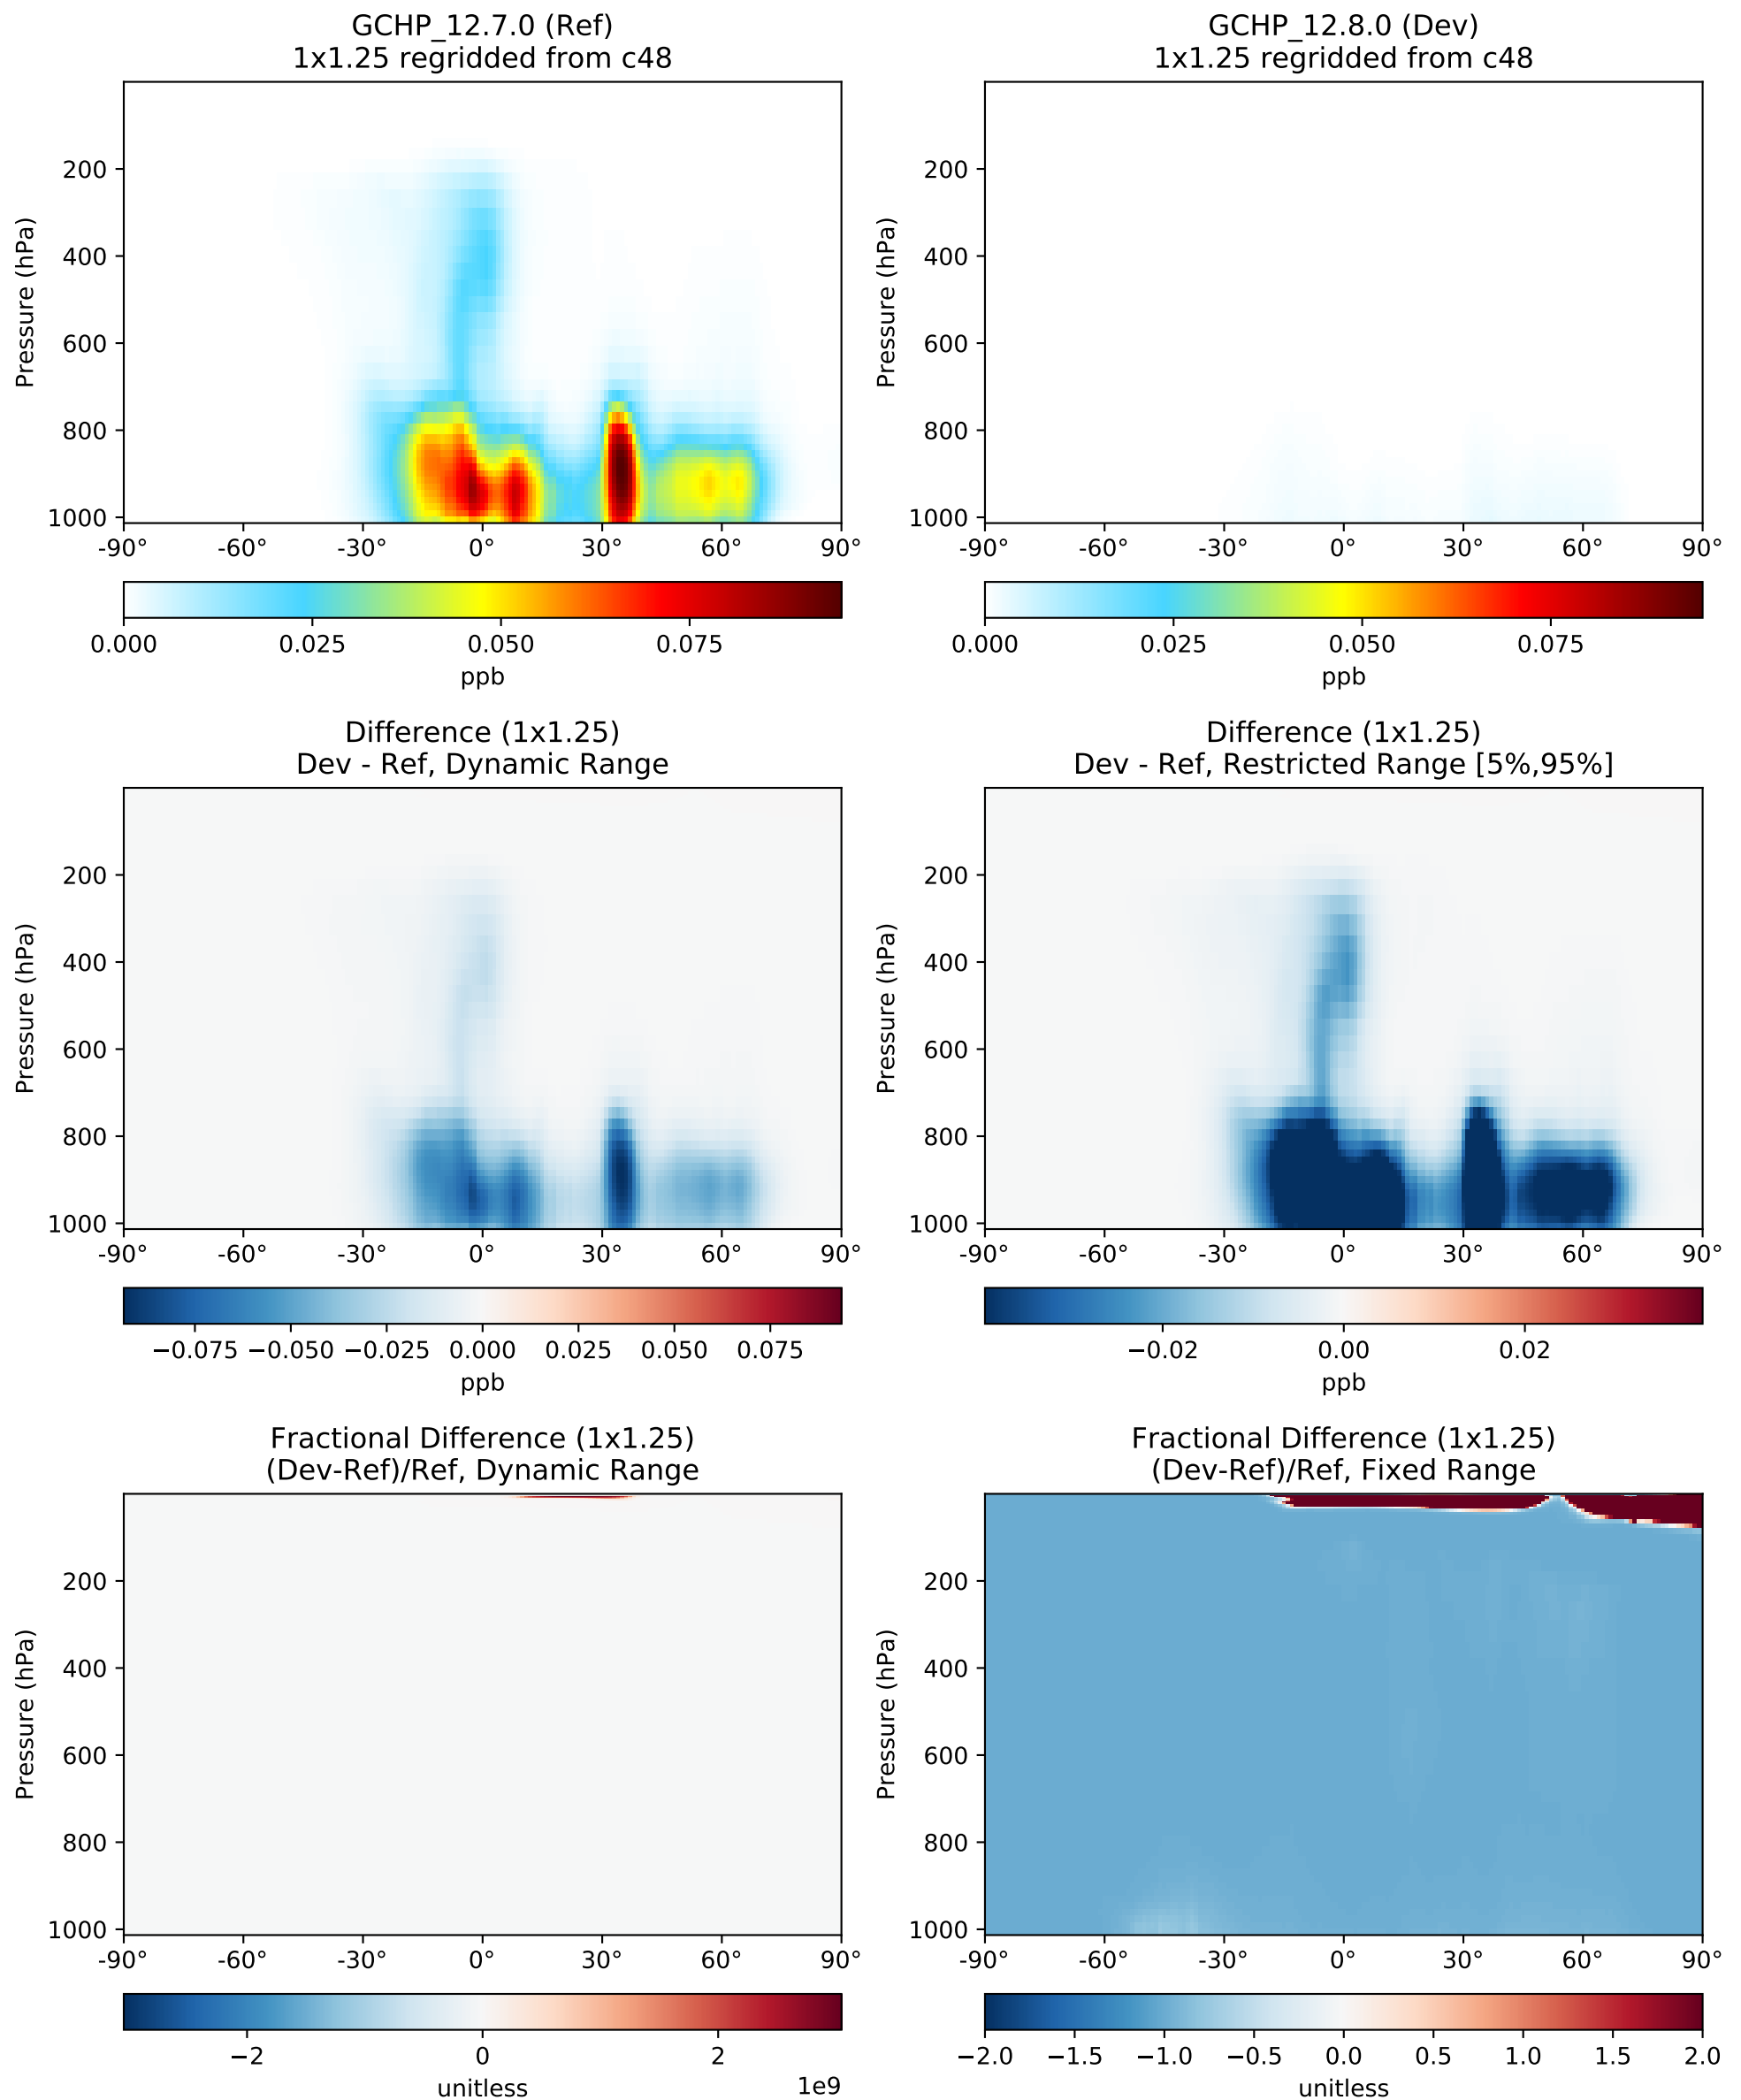 GCHP_12.7.0 (Ref)
1x1.25 regridded from c48
Pressure (hPa)
200
400
600
800
1000
-90° -60° -30° 0° 30° 60° 90°
0.000 0.025 0.050 0.075
ppb
GCHP_12.8.0 (Dev)
1x1.25 regridded from c48
Pressure (hPa)
200
400
600
800
1000
-90° -60° -30° 0° 30° 60° 90°
0.000 0.025 0.050 0.075
ppb
Difference (1x1.25)
Dev - Ref, Dynamic Range
Pressure (hPa)
200
400
600
800
1000
-90° -60° -30° 0° 30° 60° 90°
−0.075 −0.050 −0.025 0.000 0.025 0.050 0.075
ppb
Difference (1x1.25)
Dev - Ref, Restricted Range [5%,95%]
Pressure (hPa)
200
400
600
800
1000
-90° -60° -30° 0° 30° 60° 90°
−0.02 0.00 0.02
ppb
Fractional Difference (1x1.25)
(Dev-Ref)/Ref, Dynamic Range
Pressure (hPa)
200
400
600
800
1000
-90° -60° -30° 0° 30° 60° 90°
−2 0 2
unitless 1e9
Fractional Difference (1x1.25)
(Dev-Ref)/Ref, Fixed Range
Pressure (hPa)
200
400
600
800
1000
-90° -60° -30° 0° 30° 60° 90°
−2.0 −1.5 −1.0 −0.5 0.0 0.5 1.0 1.5 2.0
unitless